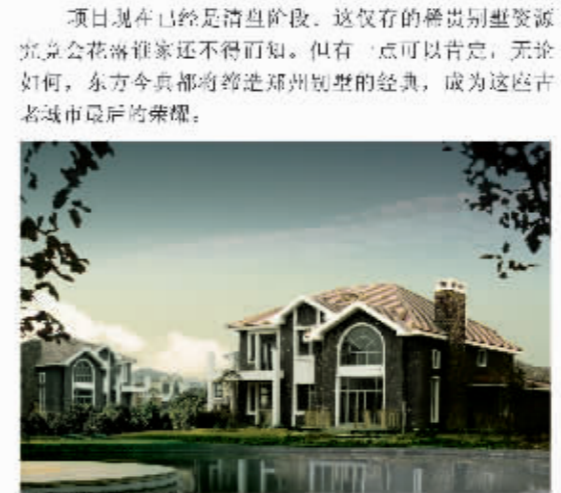 项目现在已经是清盘阶段，这仅存的稀贵别墅资源
究竟会花落谁家还不得而知。但有一点可以肯定，无论
如何，东方今典都将缔造郑州别墅的经典，成为这座古
老城市最后的荣耀。